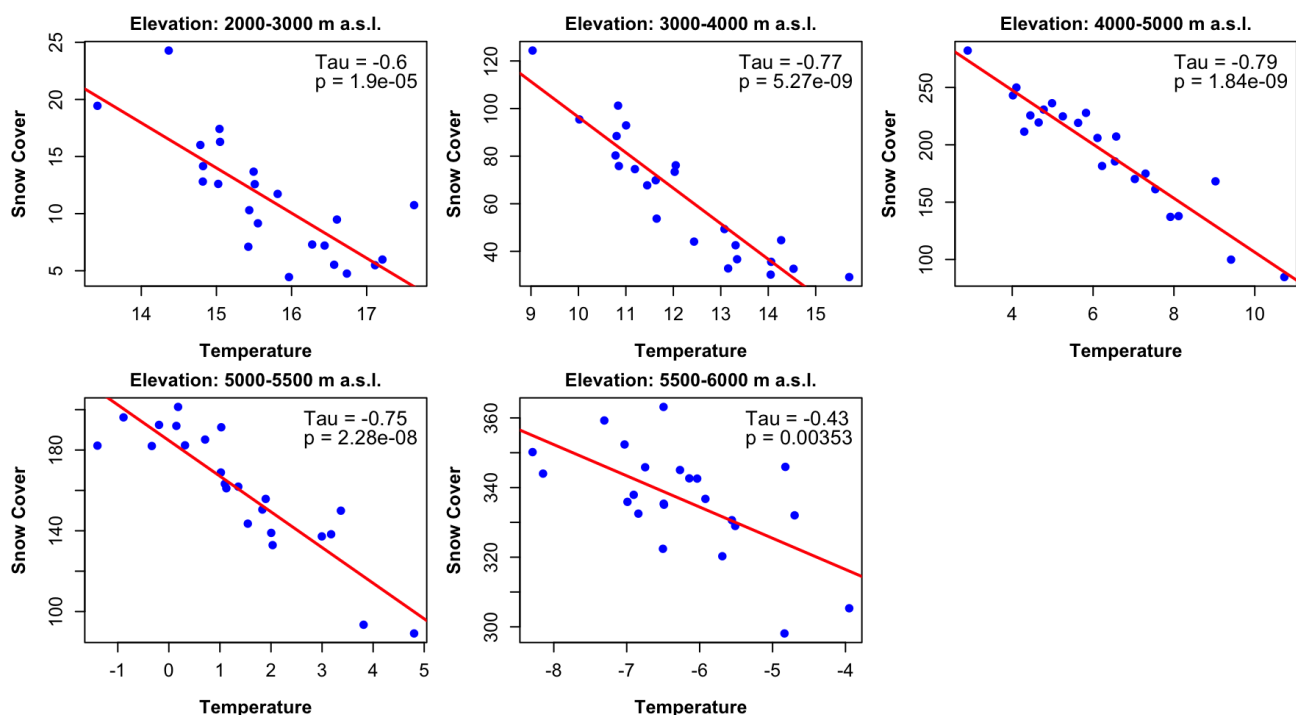 Elevation: 2000-3000 m a.s.l.
Tau = -0.6
p = 1.9e-05
Snow Cover
25
20
15
10
5
14 15 16 17
Temperature
Elevation: 3000-4000 m a.s.l.
Tau = -0.77
p = 5.27e-09
Snow Cover
120
100
80
60
40
9 10 11 12 13 14 15
Temperature
Elevation: 4000-5000 m a.s.l.
Tau = -0.79
p = 1.84e-09
Snow Cover
250
200
150
100
4 6 8 10
Temperature
Elevation: 5000-5500 m a.s.l.
Tau = -0.75
p = 2.28e-08
Snow Cover
180
140
100
-1 0 1 2 3 4 5
Temperature
Elevation: 5500-6000 m a.s.l.
Tau = -0.43
p = 0.00353
Snow Cover
360
340
320
300
-8 -7 -6 -5 -4
Temperature